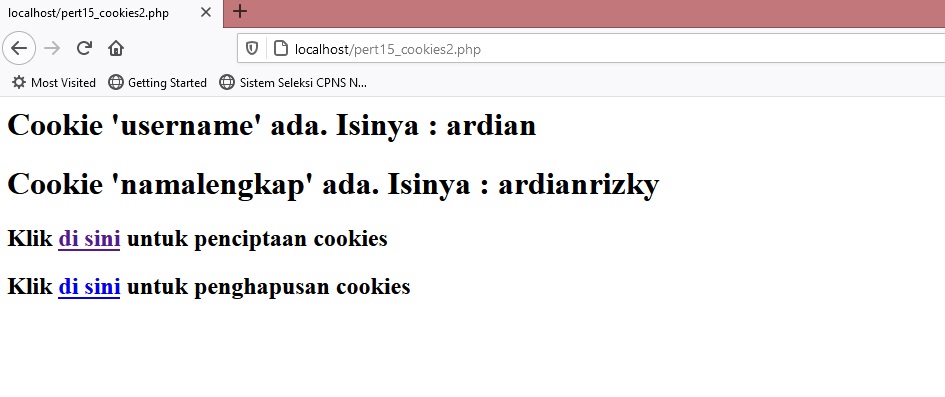 localhost/pert15_cookies2.php
localhost/pert15_cookies2.php
Most Visited Getting Started Sistem Seleksi CPNS N...
Cookie 'username' ada. Isinya : ardian
Cookie 'namalengkap' ada. Isinya : ardianrizky
Klik di sini untuk penciptaan cookies
Klik di sini untuk penghapusan cookies